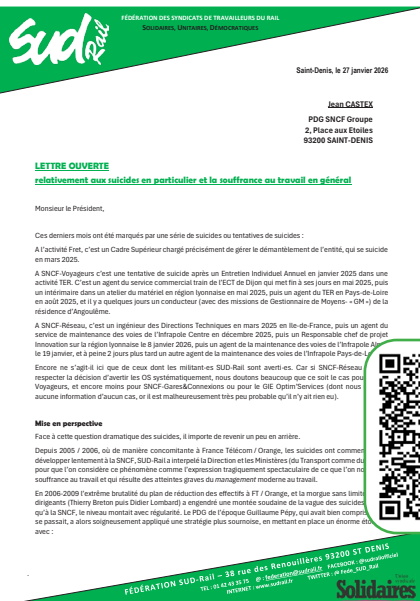 Sud Rail
FÉDÉRATION DES SYNDICATS DE TRAVAILLEURS DU RAIL
SOLIDAIRES, UNITAIRES, DÉMOCRATIQUES
Saint-Denis, le 27 janvier 2026
Jean CASTEX
PDG SNCF Groupe
2, Place aux Etoiles
93200 SAINT-DENIS
LETTRE OUVERTE
relativement aux suicides en particulier et la souffrance au travail en général
Monsieur le Président,
Ces derniers mois ont été marqués par une série de suicides ou tentatives de suicides :
A l'activité Fret, c'est un Cadre Supérieur chargé précisément de gérer le démantèlement de l'entité, qui se suicide
en mars 2025.
A SNCF-Voyageurs c'est une tentative de suicide après un Entretien Individuel Annuel en janvier 2025 dans une
activité TER. C'est un agent du service commercial train de l'ECT de Dijon qui met fin à ses jours en mai 2025, puis
un intérimaire dans un atelier du matériel en région lyonnaise en mai 2025, puis un agent du TER en Pays-de-Loire
en août 2025, et il y a quelques jours un conducteur (avec des missions de Gestionnaire de Moyens- « GM ») de la
résidence d'Angoulême.
A SNCF-Réseau, c'est un ingénieur des Directions Techniques en mars 2025 en Ile-de-France, puis un agent du
service de maintenance des voies de l'Infrapole Centre en décembre 2025, puis un Responsable chef de projet
Innovation sur la région lyonnaise le 8 janvier 2026, puis un agent de maintenance des voies de l'Infrapole
le 19 janvier, et à peine 2 jours plus tard un autre agent de la maintenance des voies de l'Infrapole Pays-de-
Encore ne s'agit-il ici que de ceux dont les militant-es SUD-Rail sont averti-es. Car si SNCF-Réseau
respecter la décision d'avertir les OS systématiquement, nous doutons beaucoup que ce soit le cas
Voyageurs, et encore moins pour SNCF-Gares&Connexions ou pour le GIE Optim'Services (dont nous
aucunes informations, or il est malheureusement très peu probable qu'il n'y ait rien eu).
Mise en perspective
Face à cette question dramatique des suicides, il importe de revenir un peu en arrière.
Depuis 2005 / 2006, où de manière concomitante à France Télécom / Orange, les suicides ont
développer lentement à la SNCF, SUD-Rail a interpelé la Direction et les Ministères (du Transport comme du
pour que l'on considère ce phénomène comme l'expression tragiquement spectaculaire de ce que l'on
souffrance au travail et qui résulte des atteintes graves du management moderne au travail.
En 2006-2009 l'extrême brutalité du plan de réduction des effectifs à FT / Orange, et la morgue sans
dirigeants (Thierry Breton puis Didier Lombard) a engendré une montée soudaine de la vague des
qu'à la SNCF, le niveau montait avec régularité. Le PDG de l'époque Guillaume Pépy, qui avait bien
se passait, a alors soigneusement appliqué une stratégie plus sournoise, en mettant en place un énorme
avec :
FÉDÉRATION SUD-Rail – 38 rue des Renouillères 93200 ST DENIS
TEL : 01 42 43 35 75 @ : federation@sudrail.fr FACEBOOK : @sudrailofficiel
INTERNET : www.sudrail.fr TWITTER : @Fede_SUD_Rail
Solidaires